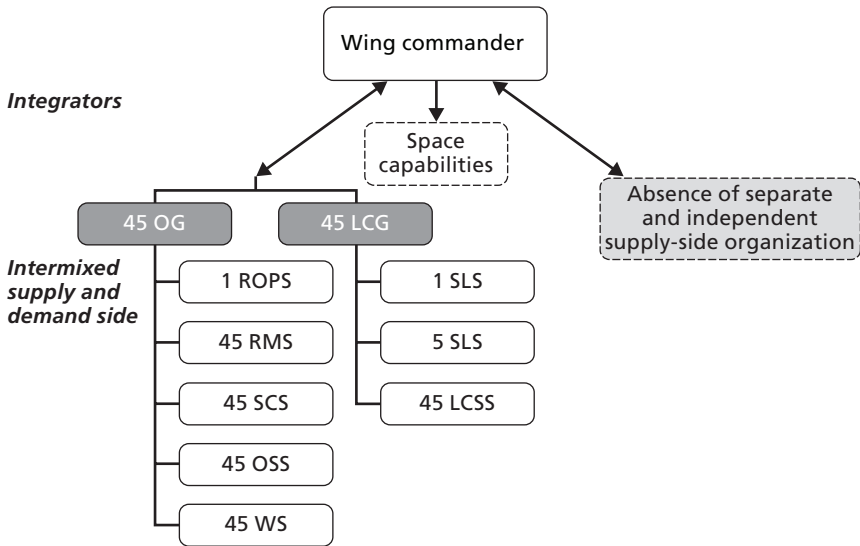 Wing commander
Integrators
Space
capabilities
Absence of separate
and independent
supply-side organization
45 OG
45 LCG
Intermixed
supply and
demand side
1 ROPS
1 SLS
45 RMS
5 SLS
45 SCS
45 LCSS
45 OSS
45 WS